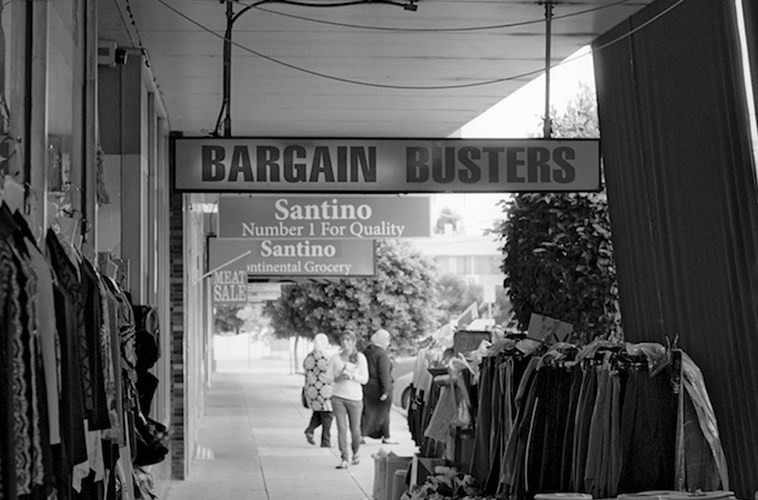 BARGAIN BUSTERS
Santino
Number 1 For Quality
Santino
ntinental Grocery
MEAT
SALE